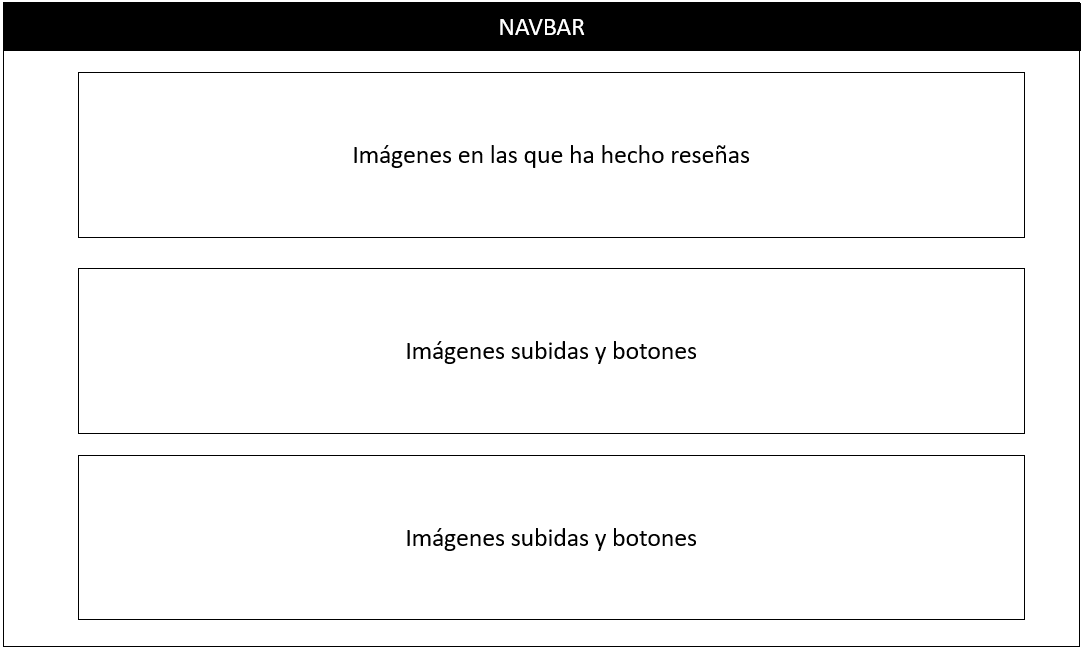 NAVBAR
Imágenes en las que ha hecho reseñas
Imágenes subidas y botones
Imágenes subidas y botones